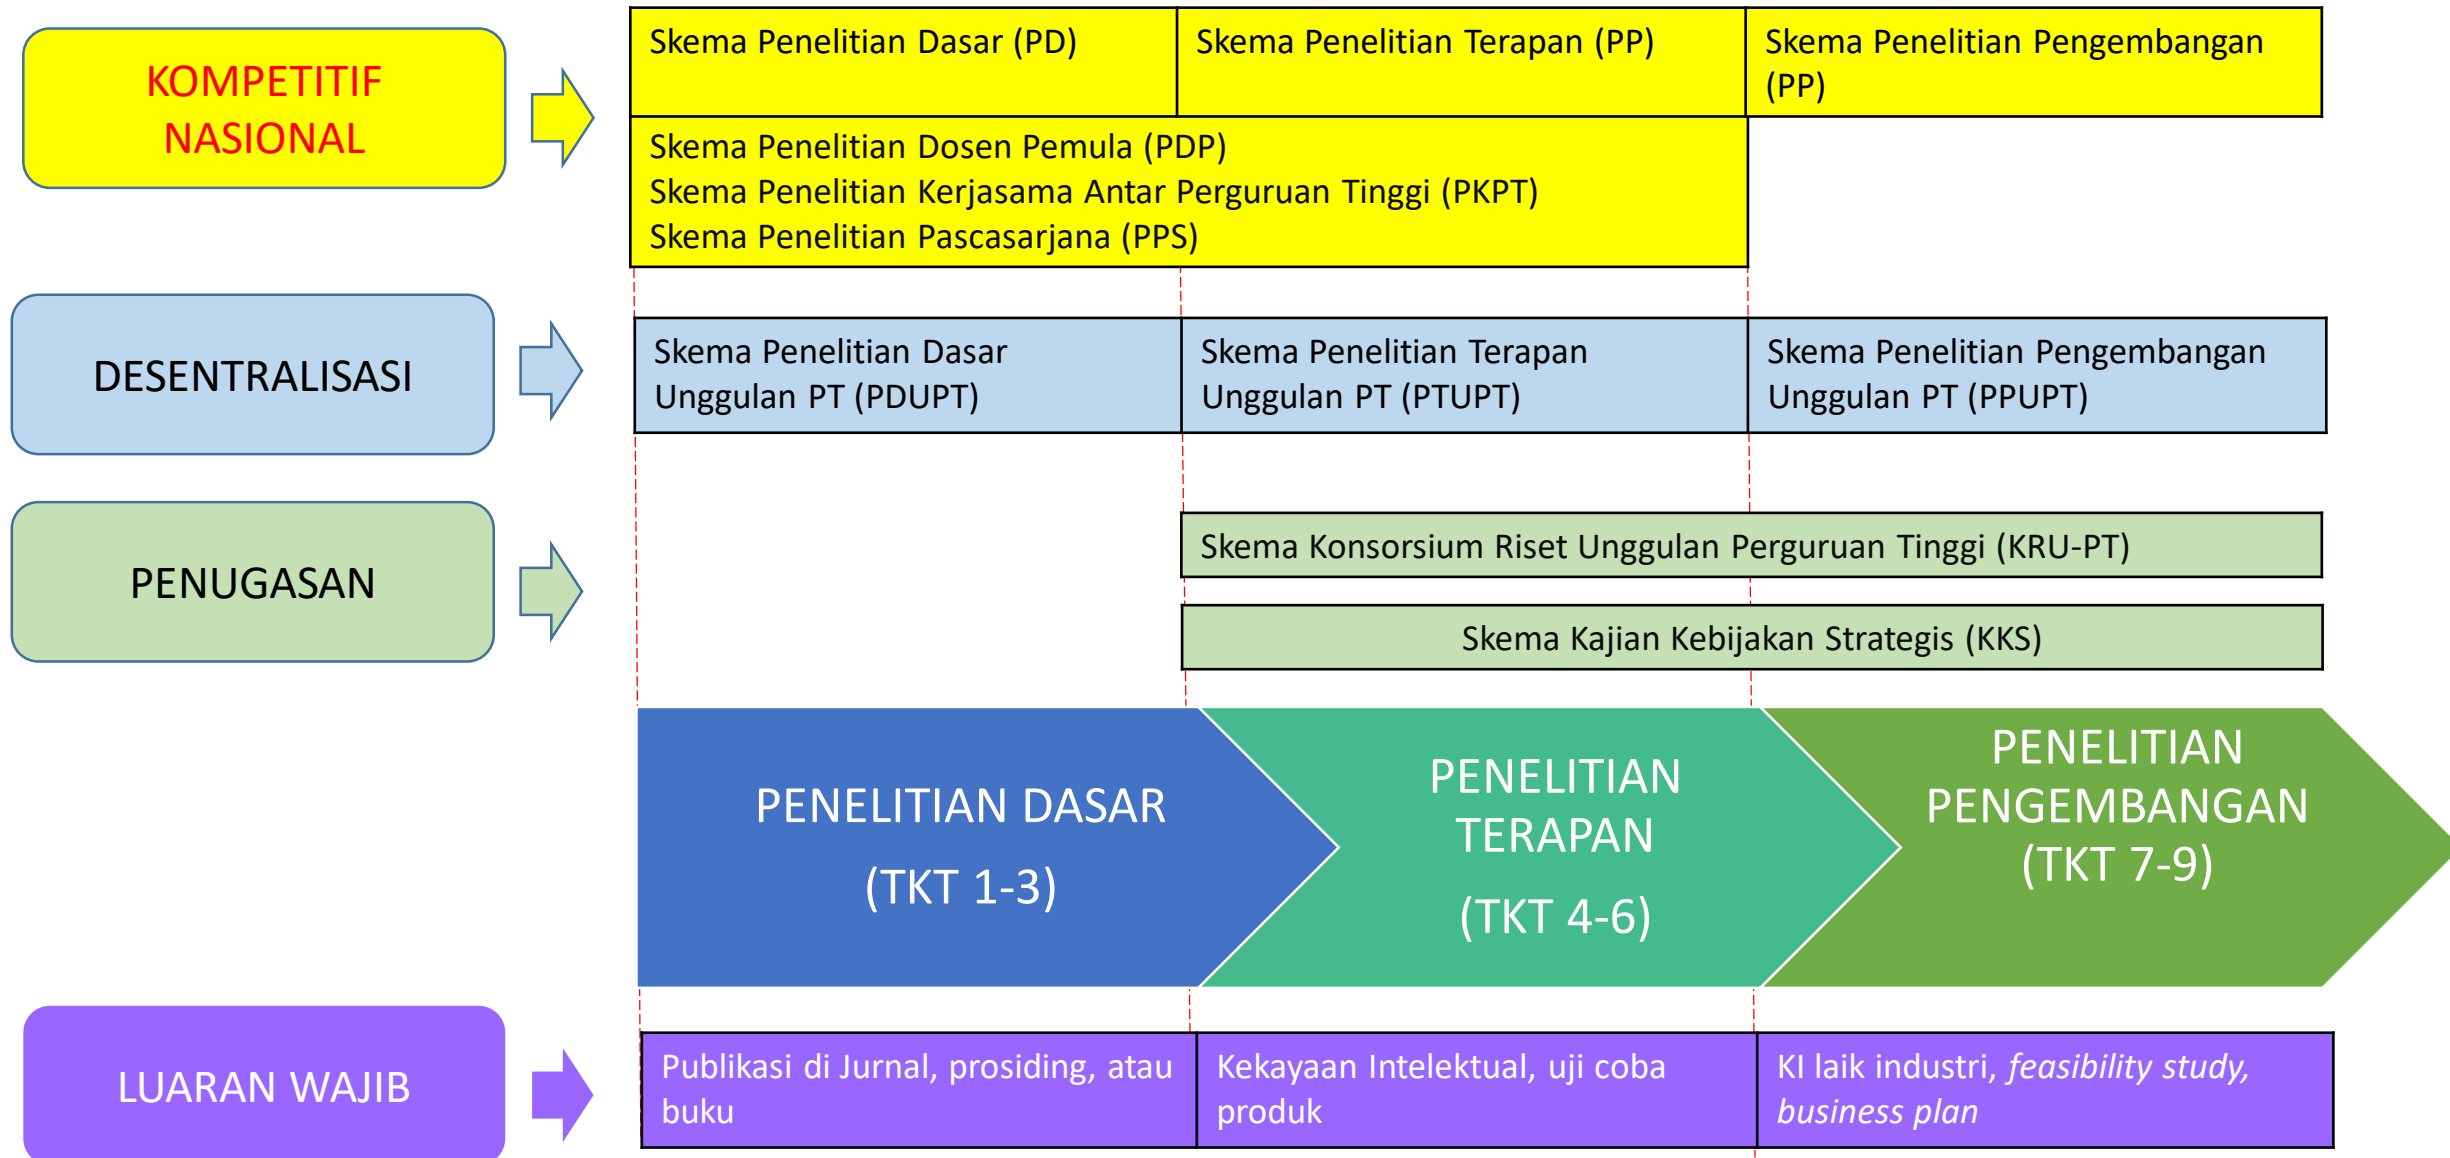 KOMPETITIF
NASIONAL
Skema Penelitian Dasar (PD)
Skema Penelitian Terapan (PP)
Skema Penelitian Pengembangan
(PP)
Skema Penelitian Dosen Pemula (PDP)
Skema Penelitian Kerjasama Antar Perguruan Tinggi (PKPT)
Skema Penelitian Pascasarjana (PPS)
DESENTRALISASI
Skema Penelitian Dasar
Unggulan PT (PDUPT)
Skema Penelitian Terapan
Unggulan PT (PTUPT)
Skema Penelitian Pengembangan
Unggulan PT (PPUPT)
PENUGASAN
Skema Konsorsium Riset Unggulan Perguruan Tinggi (KRU-PT)
Skema Kajian Kebijakan Strategis (KKS)
PENELITIAN DASAR
(TKT 1-3)
PENELITIAN
TERAPAN
(TKT 4-6)
PENELITIAN
PENGEMBANGAN
(TKT 7-9)
LUARAN WAJIB
Publikasi di Jurnal, prosiding, atau
buku
Kekayaan Intelektual, uji coba
produk
KI laik industri, feasibility study,
business plan